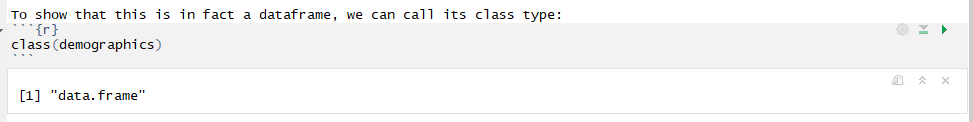 To show that this is in fact a dataframe, we can call its class type:
```{r}
class(demographics)
```
[1] "data.frame"